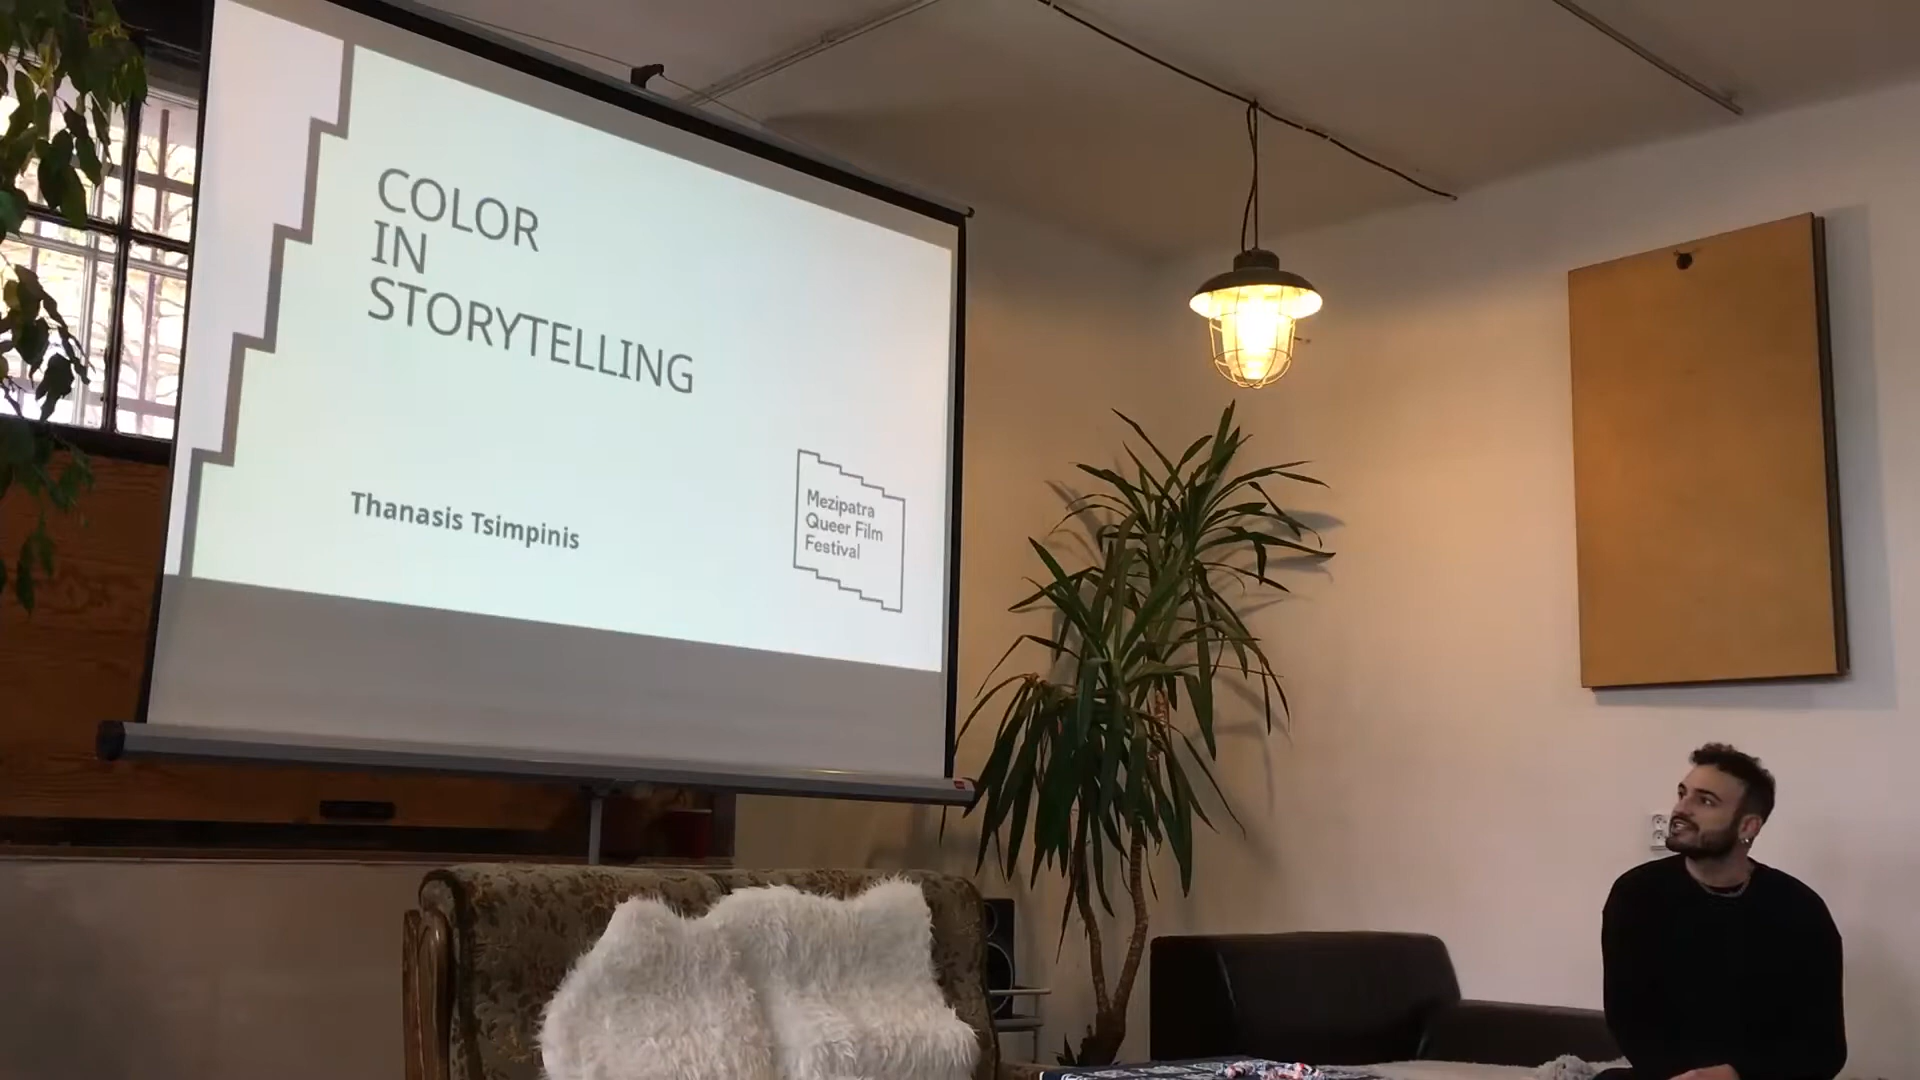 COLOR
IN
STORYTELLING
Thanasis Tsimpinis
Mezipatra
Queer Film
Festival